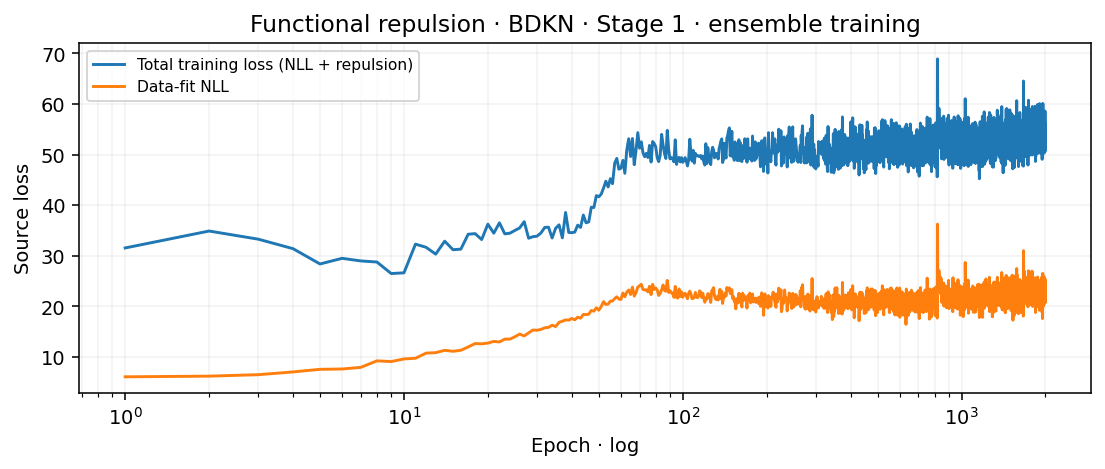 Functional repulsion · BDKN · Stage 1 · ensemble training
Total training loss (NLL + repulsion)
Data-fit NLL
Source loss
70
60
50
40
30
20
10
10⁰
10¹
10²
10³
Epoch · log